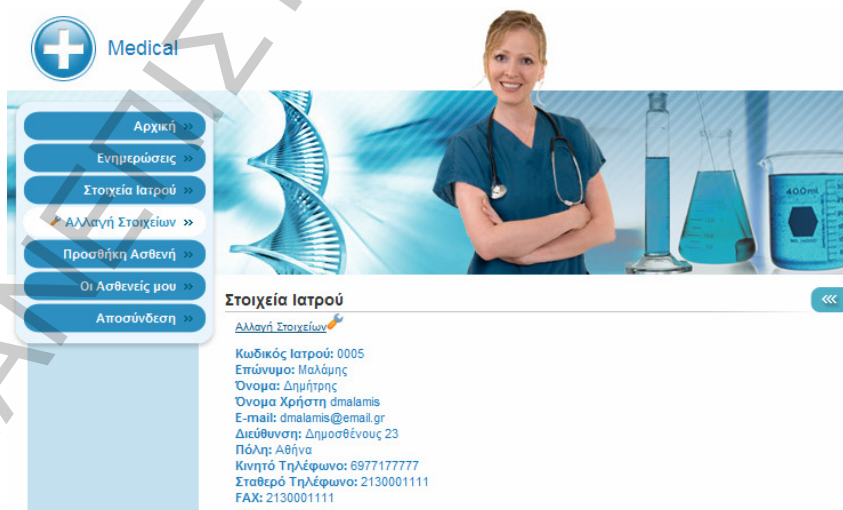 Medical
Αρχική »
Ενημερώσεις »
Στοιχεία Ιατρού »
Αλλαγή Στοιχείων »
Προσθήκη Ασθενή »
Οι Ασθενείς μου »
Αποσύνδεση »
400ml
Στοιχεία Ιατρού
Αλλαγή Στοιχείων
Κωδικός Ιατρού: 0005
Επώνυμο: Μαλάμης
Όνομα: Δημήτρης
Όνομα Χρήστη dmalamis
E-mail: dmalamis@email.gr
Διεύθυνση: Δημοσθένους 23
Πόλη: Αθήνα
Κινητό Τηλέφωνο: 6977177777
Σταθερό Τηλέφωνο: 2130001111
FAX: 2130001111